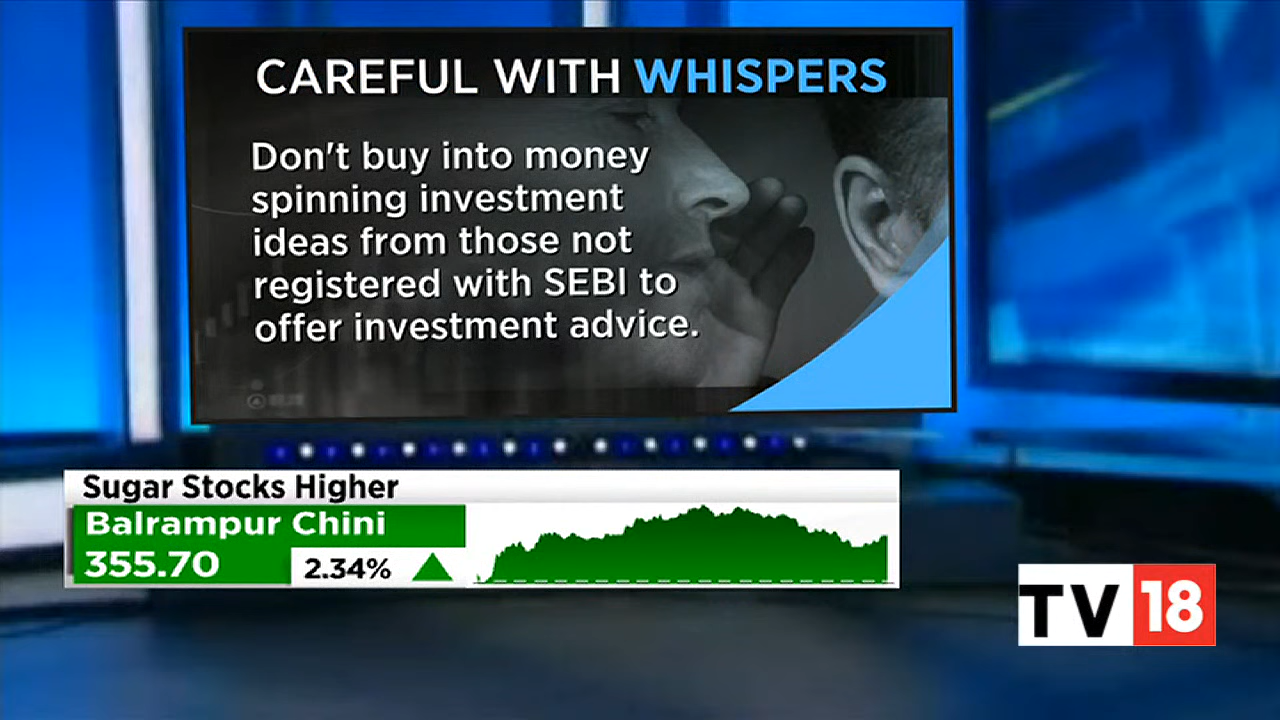 CAREFUL WITH WHISPERS
Don't buy into money
spinning investment
ideas from those not
registered with SEBI to
offer investment advice.
Sugar Stocks Higher
Balrampur Chini
355.70 2.34%
TV18